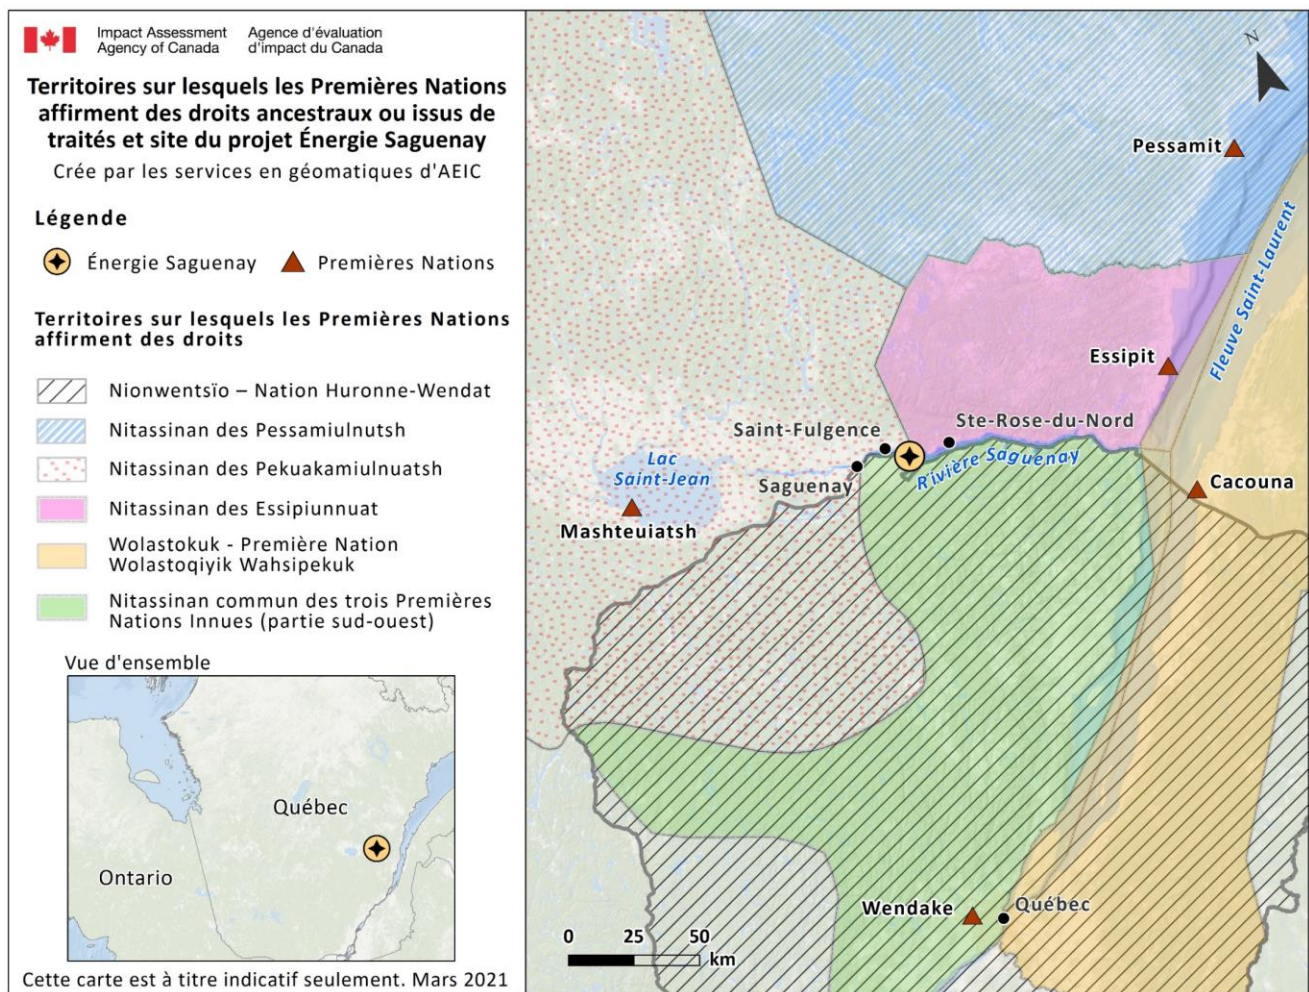 Impact Assessment
Agency of Canada
Agence d'évaluation
d'impact du Canada
Territoires sur lesquels les Premières Nations
affirment des droits ancestraux ou issus de
traités et site du projet Énergie Saguenay
Crée par les services en géomatiques d'AEIC
Légende
Énergie Saguenay
Premières Nations
Territoires sur lesquels les Premières Nations
affirment des droits
Nionwentsïo – Nation Huronne-Wendat
Nitassinan des Pessamiulnutsh
Nitassinan des Pekuakamiulnuatsh
Nitassinan des Essipiunnuat
Wolastokuk - Première Nation
Wolastoqiyik Wahsipekuk
Nitassinan commun des trois Premières
Nations Innues (partie sud-ouest)
Vue d'ensemble
Québec
Ontario
Cette carte est à titre indicatif seulement. Mars 2021
N
Pessamit
Fleuve Saint-Laurent
Essipit
Ste-Rose-du-Nord
Saint-Fulgence
Rivière Saguenay
Lac
Saint-Jean
Saguenay
Cacouna
Mashteuiatsh
Wendake
Québec
0 25 50
km